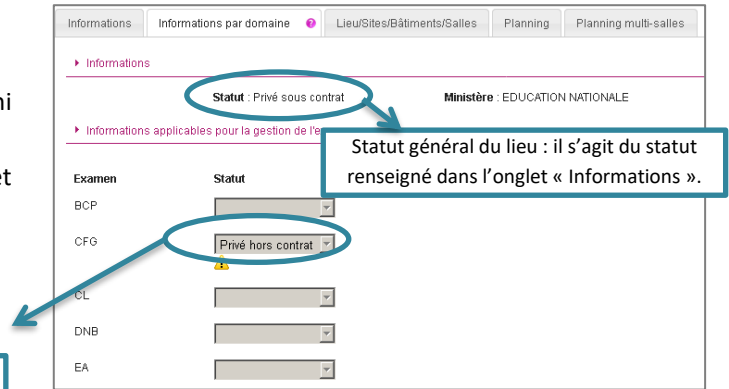 Informations Informations par domaine ? Lieu/Sites/Bâtiments/Salles Planning Planning multi-salles
Informations
Statut : Privé sous contrat Ministère : EDUCATION NATIONALE
Informations applicables pour la gestion de l'e
Statut général du lieu : il s'agit du statut
renseigné dans l'onglet « Informations ».
Examen Statut
BCP
CFG Privé hors contrat
CL
DNB
EA